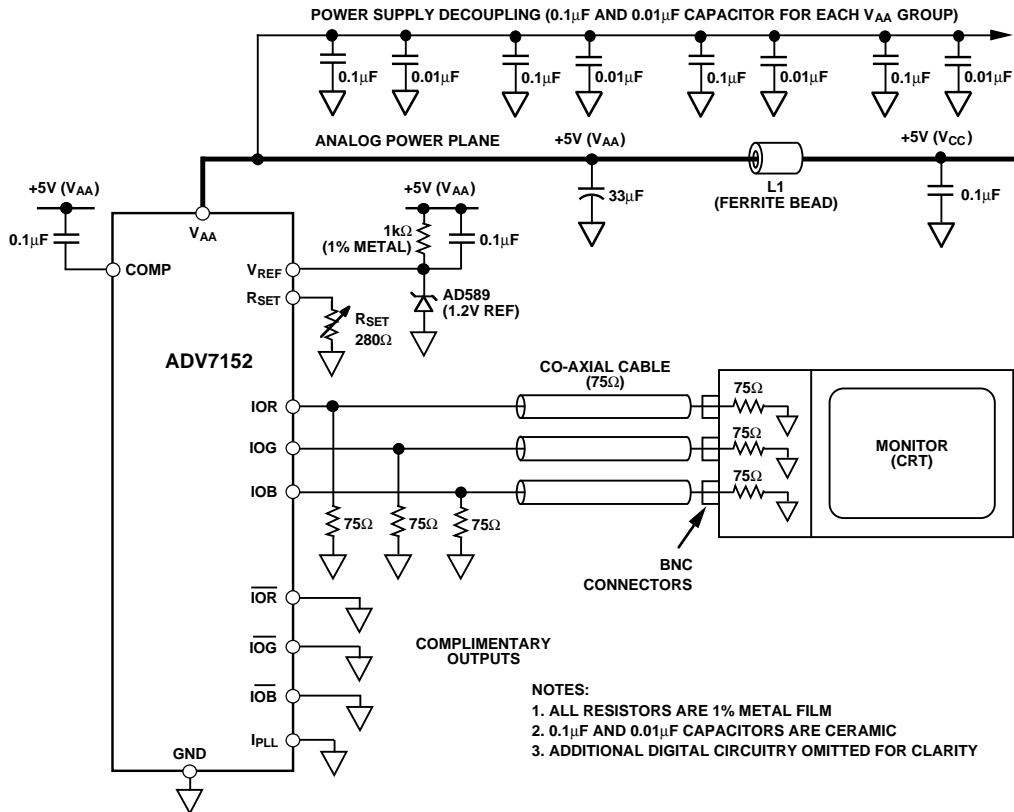 POWER SUPPLY DECOUPLING (0.1μF AND 0.01μF CAPACITOR FOR EACH VAA GROUP)
0.1μF 0.01μF 0.1μF 0.01μF 0.1μF 0.01μF 0.1μF 0.01μF
ANALOG POWER PLANE
+5V (VAA)
+5V (VCC)
33μF
L1
(FERRITE BEAD)
0.1μF
+5V (VAA)
0.1μF
VAA
COMP
+5V (VAA)
1kΩ
(1% METAL)
0.1μF
VREF
AD589
(1.2V REF)
RSET
RSET
280Ω
ADV7152
CO-AXIAL CABLE
(75Ω)
IOR
75Ω
IOG
75Ω
IOB
75Ω
MONITOR
(CRT)
75Ω 75Ω 75Ω
BNC
CONNECTORS
IOR
IOG
IOB
COMPLIMENTARY
OUTPUTS
IPLL
GND
NOTES:
1. ALL RESISTORS ARE 1% METAL FILM
2. 0.1μF AND 0.01μF CAPACITORS ARE CERAMIC
3. ADDITIONAL DIGITAL CIRCUITRY OMITTED FOR CLARITY